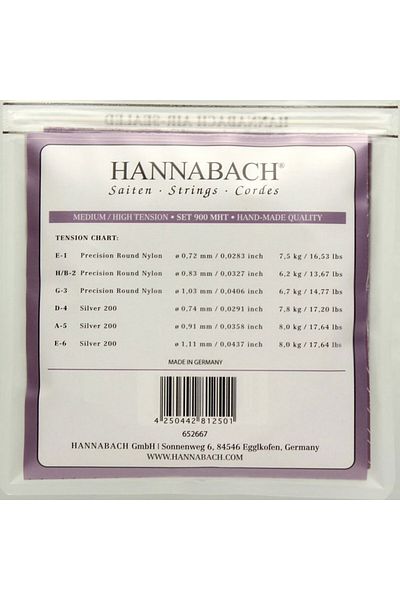 HANNABACH AIR-SEALED
HANNABACH®
Saiten · Strings · Cordes
MEDIUM / HIGH TENSION • SET 900 MHT • HAND-MADE QUALITY
TENSION CHART:
E-1 Precision Round Nylon ø 0,72 mm / 0,0283 inch 7,5 kg / 16,53 lbs
H/B-2 Precision Round Nylon ø 0,83 mm / 0,0327 inch 6,2 kg / 13,67 lbs
G-3 Precision Round Nylon ø 1,03 mm / 0,0406 inch 6,7 kg / 14,77 lbs
D-4 Silver 200 ø 0,74 mm / 0,0291 inch 7,8 kg / 17,20 lbs
A-5 Silver 200 ø 0,91 mm / 0,0358 inch 8,0 kg / 17,64 lbs
E-6 Silver 200 ø 1,11 mm / 0,0437 inch 8,0 kg / 17,64 lbs
MADE IN GERMANY
4 250442 812501
652667
HANNABACH GmbH | Sonnenweg 6, 84546 Egglkofen, Germany
WWW.HANNABACH.COM